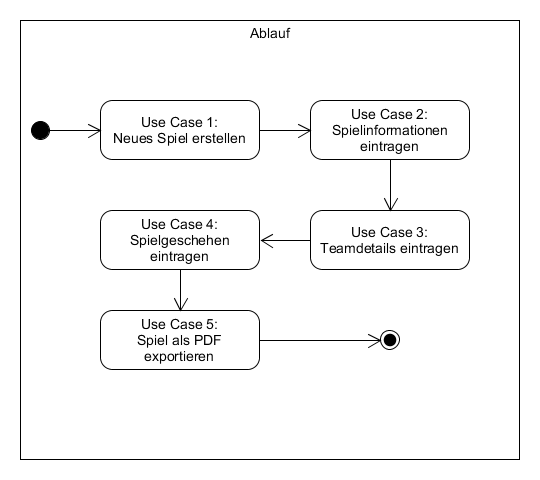 Ablauf
Use Case 1:
Neues Spiel erstellen
Use Case 2:
Spielinformationen
eintragen
Use Case 3:
Teamdetails eintragen
Use Case 4:
Spielgeschehen
eintragen
Use Case 5:
Spiel als PDF
exportieren